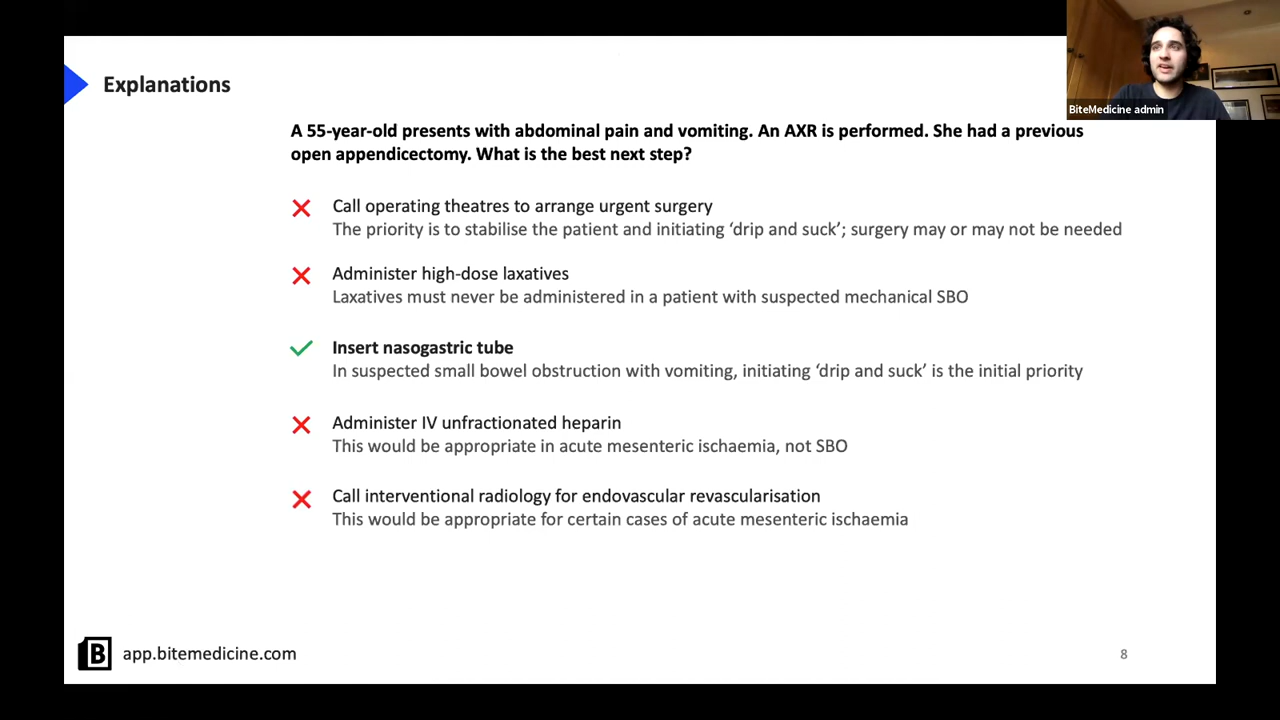 BiteMedicine admin
Explanations
A 55-year-old presents with abdominal pain and vomiting. An AXR is performed. She had a previous
open appendicectomy. What is the best next step?
Call operating theatres to arrange urgent surgery
The priority is to stabilise the patient and initiating ‘drip and suck’; surgery may or may not be needed
Administer high-dose laxatives
Laxatives must never be administered in a patient with suspected mechanical SBO
Insert nasogastric tube
In suspected small bowel obstruction with vomiting, initiating ‘drip and suck’ is the initial priority
Administer IV unfractionated heparin
This would be appropriate in acute mesenteric ischaemia, not SBO
Call interventional radiology for endovascular revascularisation
This would be appropriate for certain cases of acute mesenteric ischaemia
B app.bitemedicine.com
8